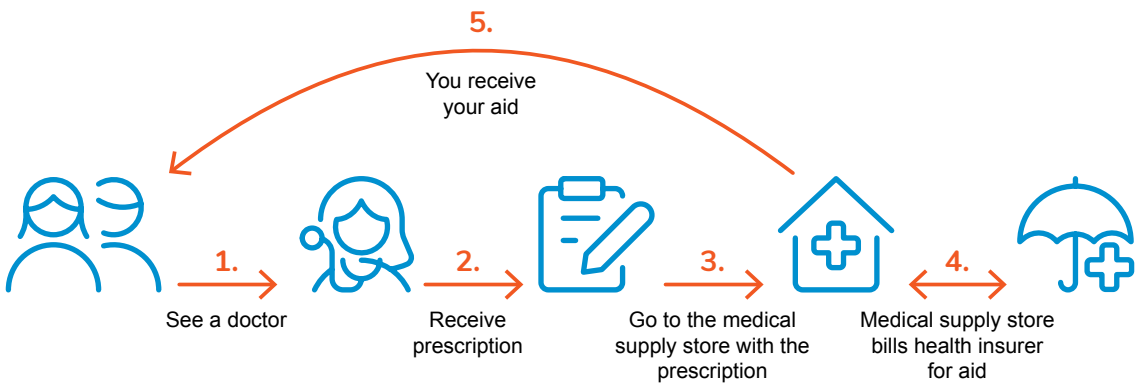 5.
You receive
your aid
1.
See a doctor
2.
Receive
prescription
3.
Go to the medical
supply store with the
prescription
4.
Medical supply store
bills health insurer
for aid